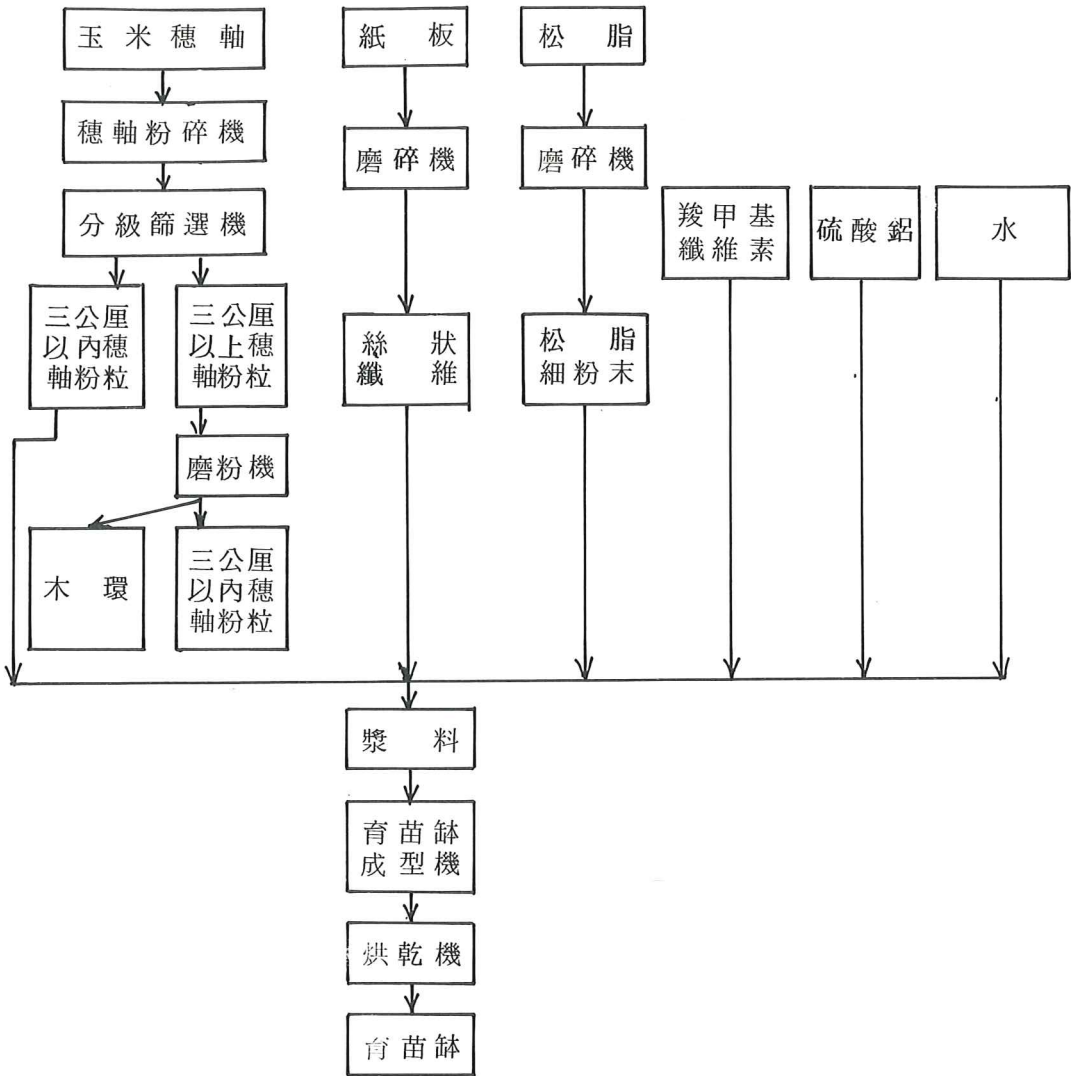 玉米穗軸
紙板
松脂
穗軸粉碎機
磨碎機
磨碎機
分級篩選機
羧甲基
纖維素
硫酸鋁
水
三公厘
以內穗
軸粉粒
三公厘
以上穗
軸粉粒
絲狀
纖維
松脂
細粉末
磨粉機
木環
三公厘
以內穗
軸粉粒
漿料
育苗缽
成型機
烘乾機
育苗缽